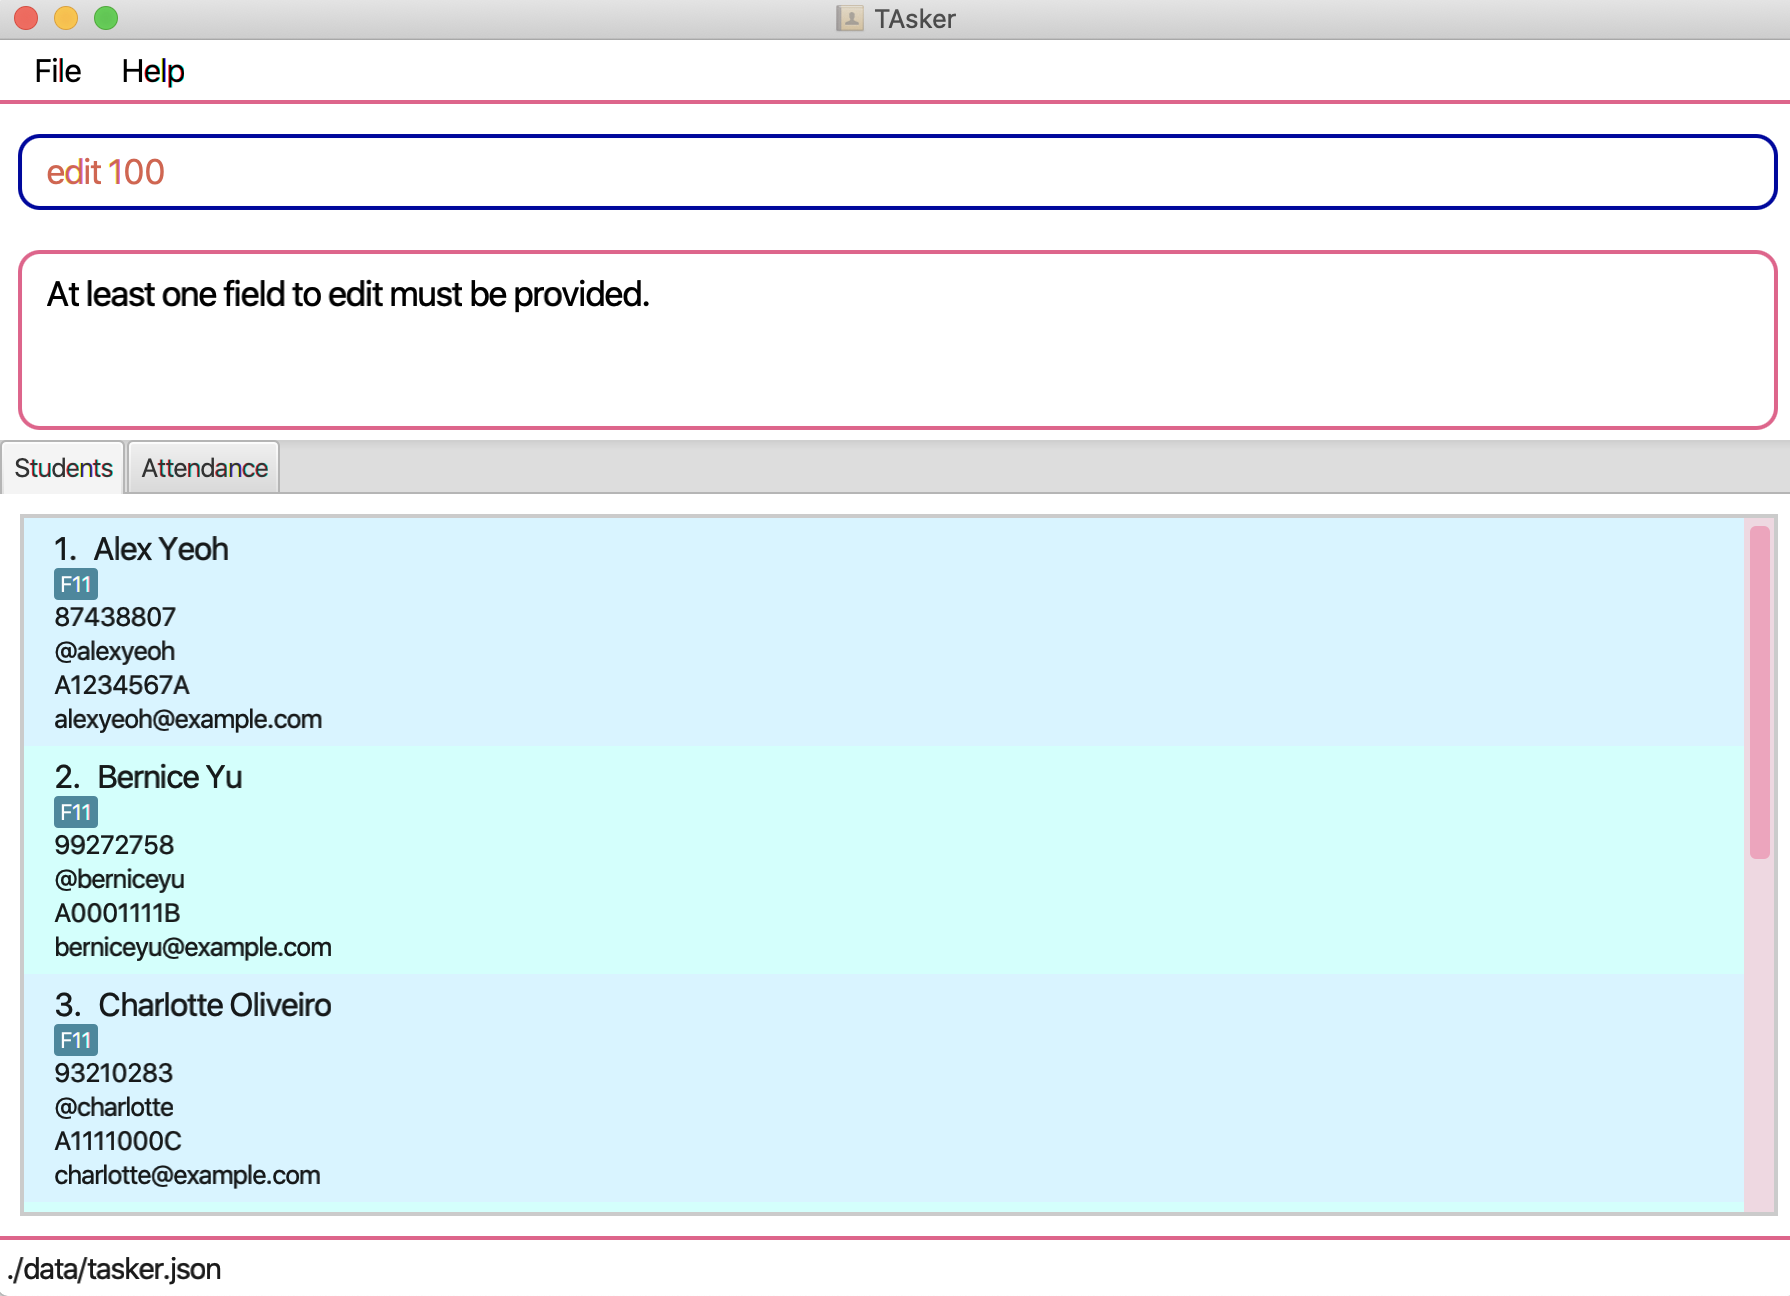 TAsker
File Help
edit 100
At least one field to edit must be provided.
Students Attendance
1. Alex Yeoh
F11
87438807
@alexyeoh
A1234567A
alexyeoh@example.com
2. Bernice Yu
F11
99272758
@berniceyu
A0001111B
berniceyu@example.com
3. Charlotte Oliveiro
F11
93210283
@charlotte
A1111000C
charlotte@example.com
./data/tasker.json